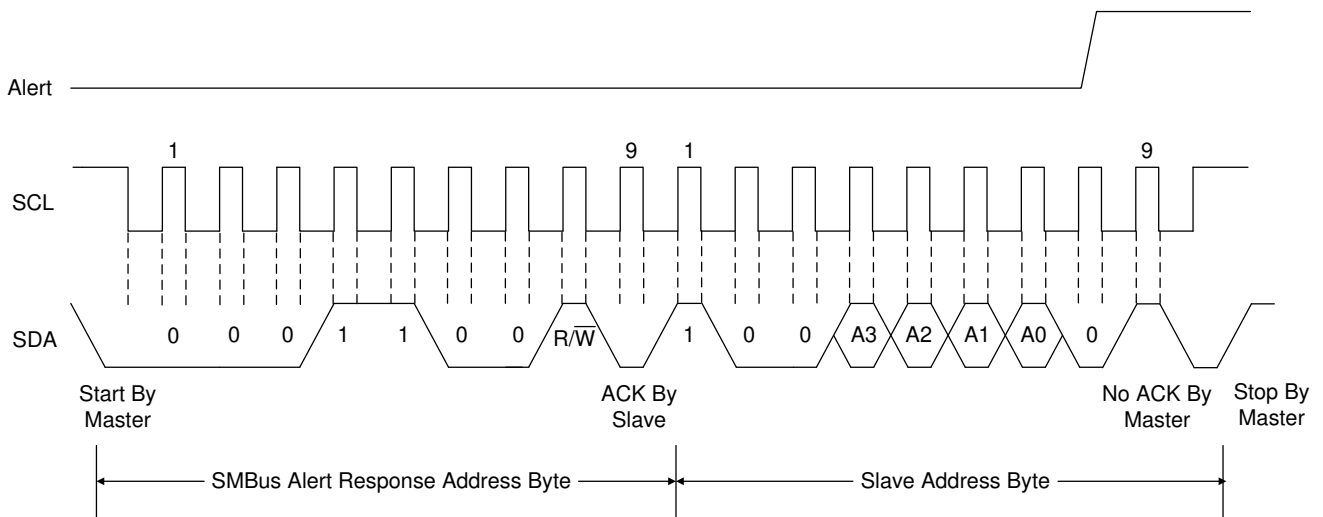 Alert
1 9 1 9
SCL
SDA 0 0 0 1 1 0 0 R/W̅ 1 0 0 A3 A2 A1 A0 0
Start By
Master
ACK By
Slave
No ACK By
Master
Stop By
Master
SMBus Alert Response Address Byte
Slave Address Byte